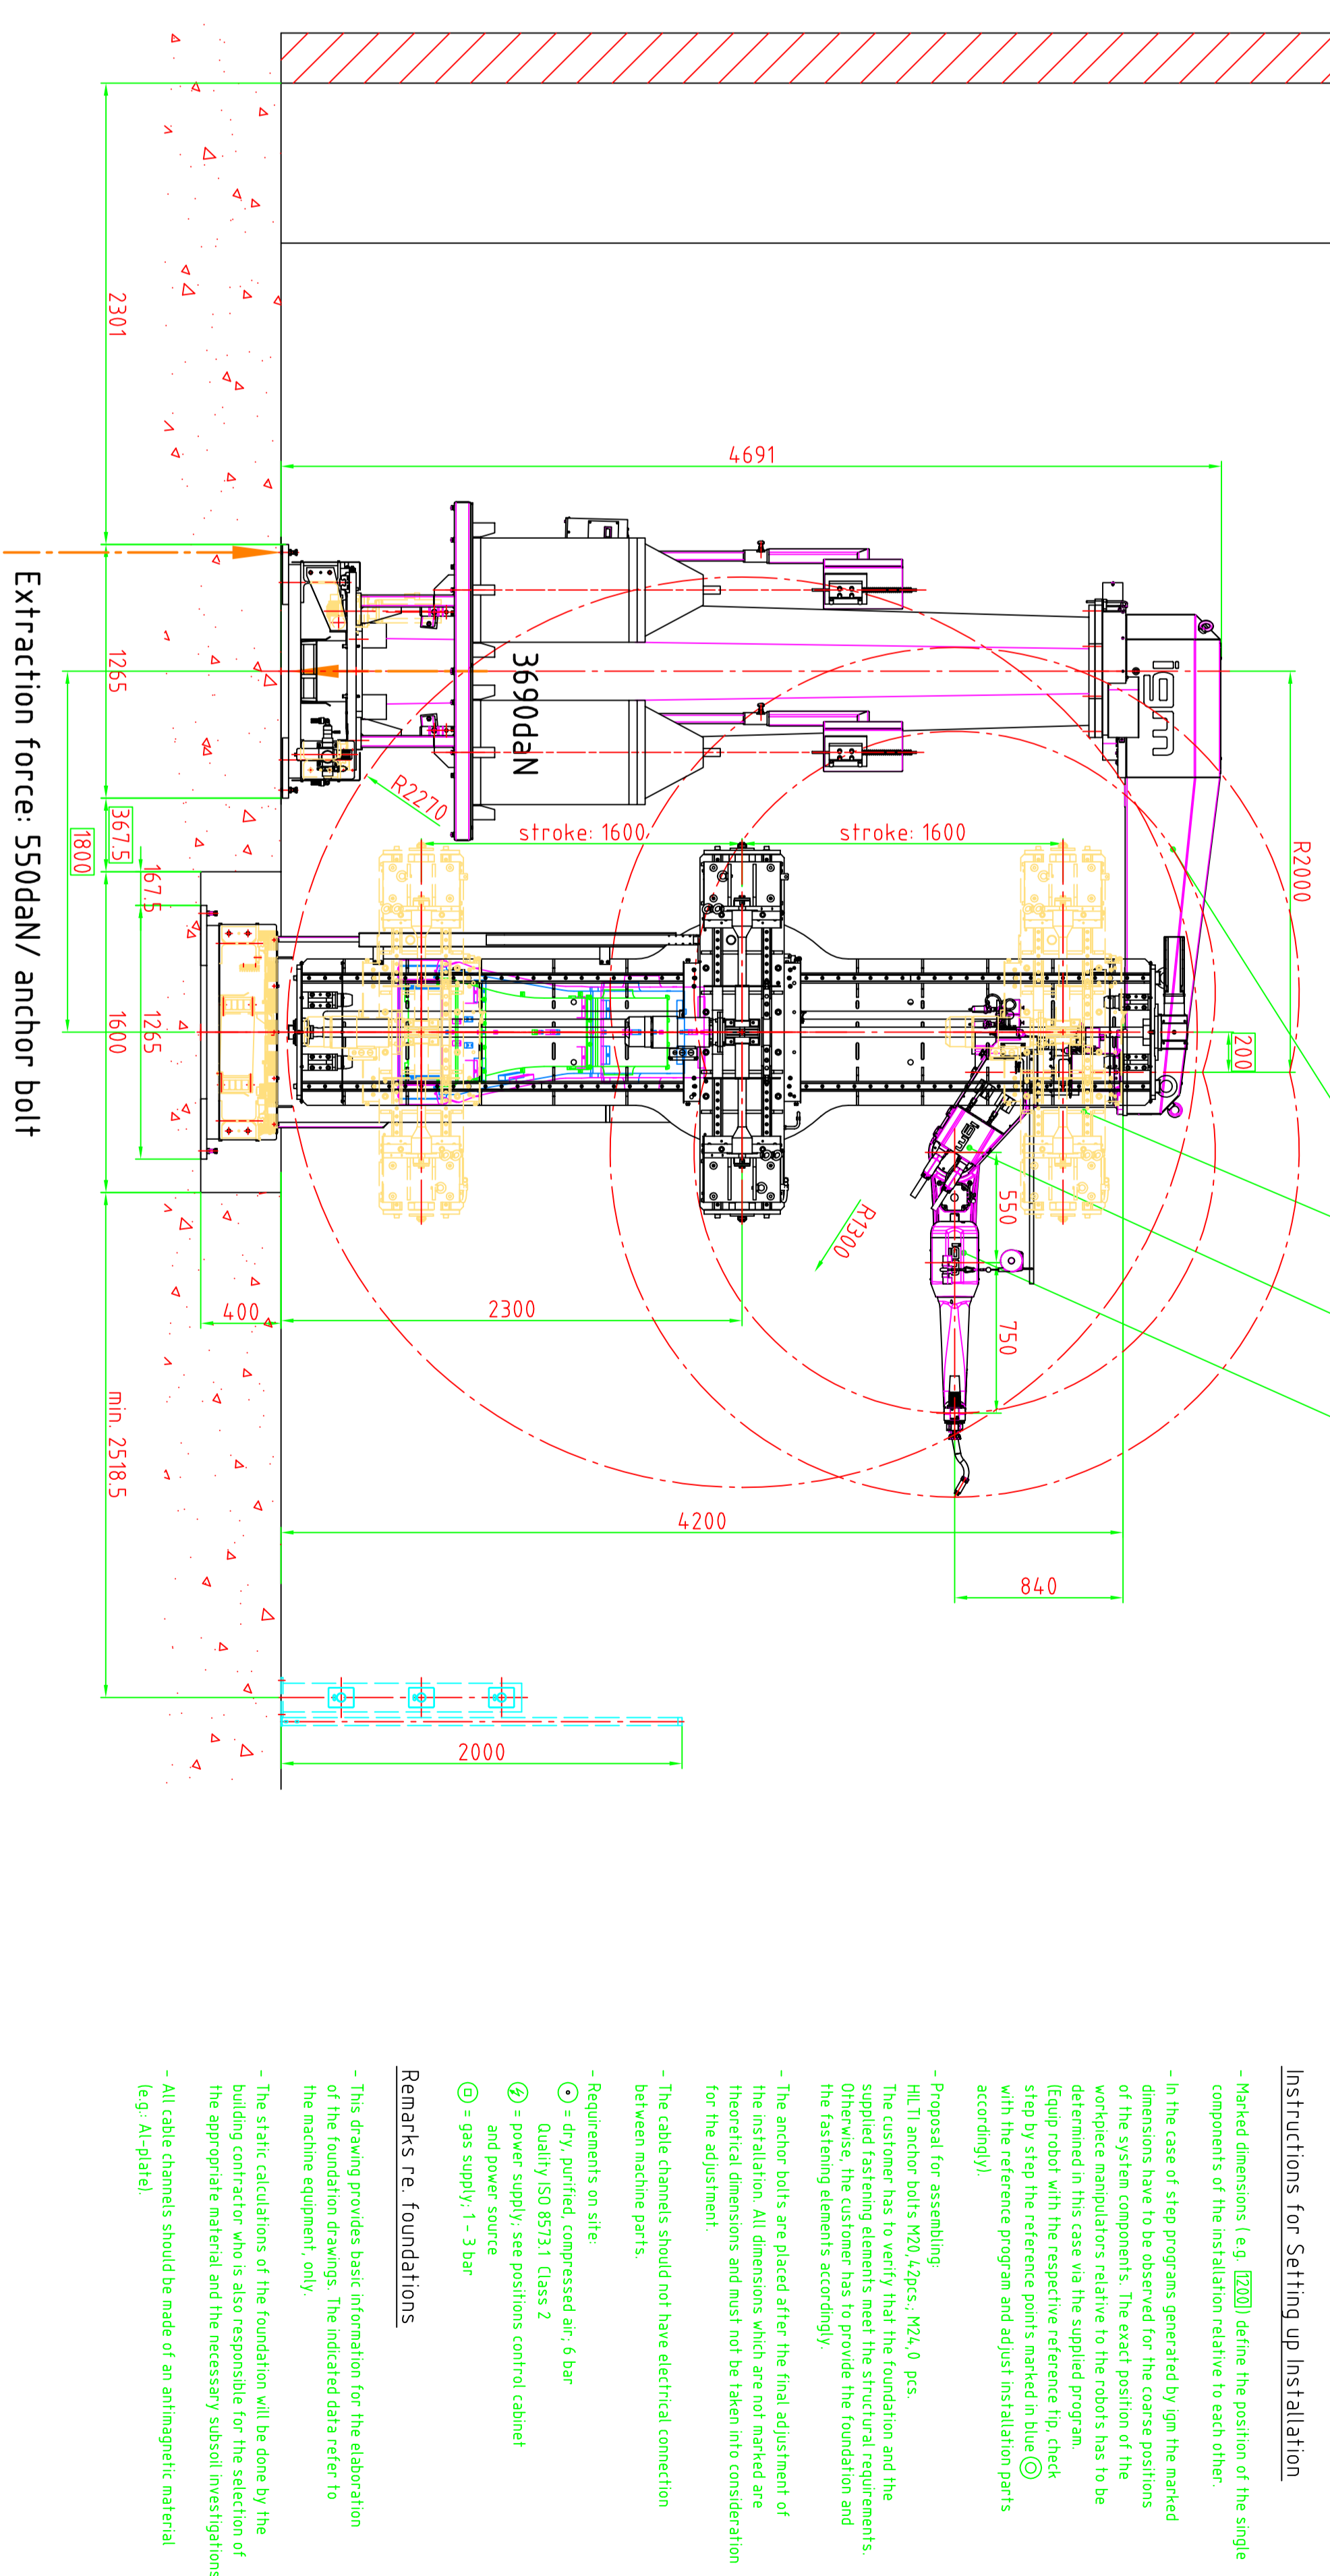 4691
2301
1265
367.5
1800
167.5
1265
1600
400
min. 2518.5
Extraction force: 550daN/ anchor bolt
3690daN
R2270
stroke: 1600
stroke: 1600
R2000
200
550
750
R1300
2300
4200
840
2000
igm
igm
igm
Instructions for Setting up Installation
- Marked dimensions ( e.g. 1200) define the position of the single
components of the installation relative to each other.
- In the case of step programs generated by igm the marked
dimensions have to be observed for the coarse positions
of the system components. The exact position of the
workpiece manipulators relative to the robots has to be
determined in this case via the supplied program.
(Equip robot with the respective reference tip, check
step by step the reference points marked in blue
with the reference program and adjust installation parts
accordingly).
- Proposal for assembling:
HILTI anchor bolts M20,42pcs.; M24,0 pcs.
The customer has to verify that the foundation and the
supplied fastening elements meet the structural requirements.
Otherwise, the customer has to provide the foundation and
the fastening elements accordingly.
- The anchor bolts are placed after the final adjustment of
the installation. All dimensions which are not marked are
theoretical dimensions and must not be taken into consideration
for the adjustment.
- The cable channels should not have electrical connection
between machine parts.
- Requirements on site:
= dry, purified, compressed air; 6 bar
Quality ISO 8573.1 Class 2
= power supply; see positions control cabinet
and power source
= gas supply; 1 - 3 bar
Remarks re. foundations
- This drawing provides basic information for the elaboration
of the foundation drawings. The indicated data refer to
the machine equipment, only.
- The static calculations of the foundation will be done by the
building contractor who is also responsible for the selection of
the appropriate material and the necessary subsoil investigations
- All cable channels should be made of an antimagnetic material
(e.g.: Al-plate).